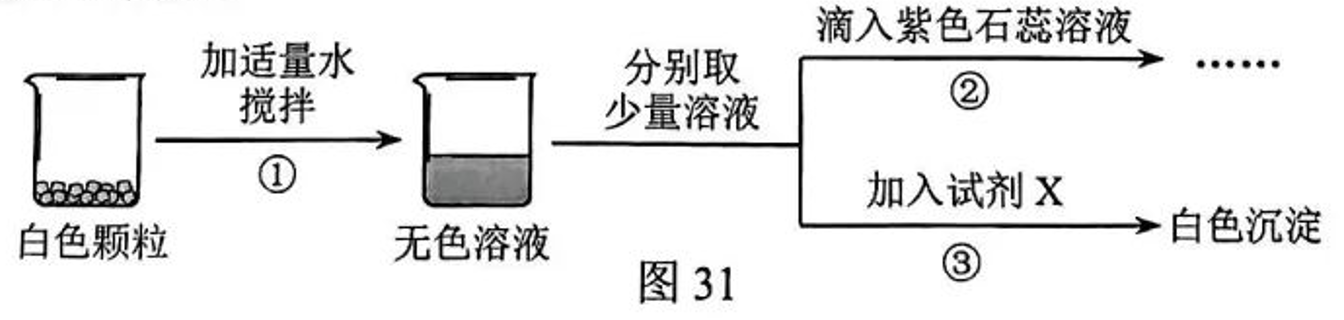 加适量水
搅拌
①
白色颗粒
无色溶液
分别取
少量溶液
滴入紫色石蕊溶液
②
……
加入试剂 X
③
白色沉淀
图 31